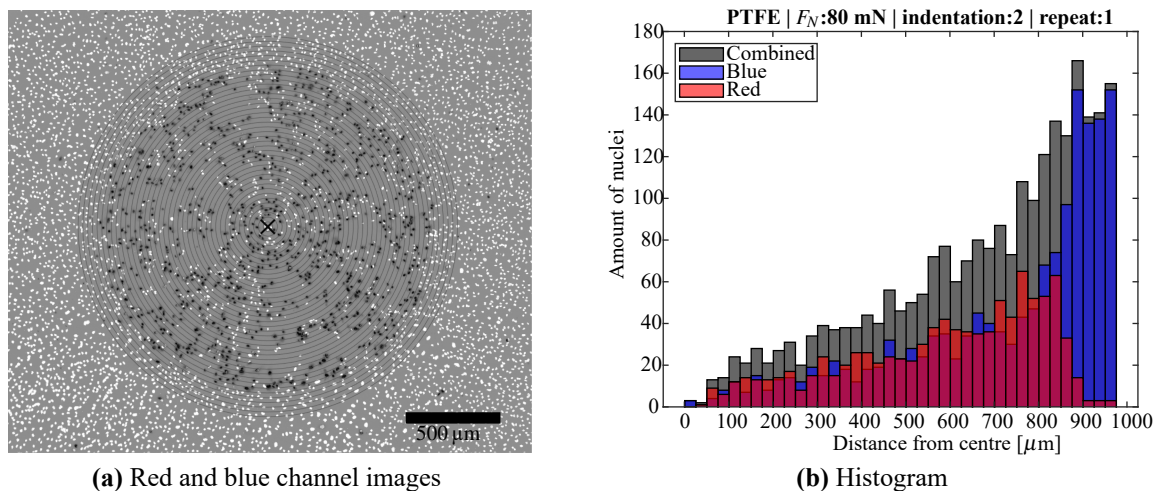 500 µm
(a) Red and blue channel images
PTFE | F_N:80 mN | indentation:2 | repeat:1
Combined
Blue
Red
Amount of nuclei
180
160
140
120
100
80
60
40
20
0
0 100 200 300 400 500 600 700 800 900 1000
Distance from centre [µm]
(b) Histogram